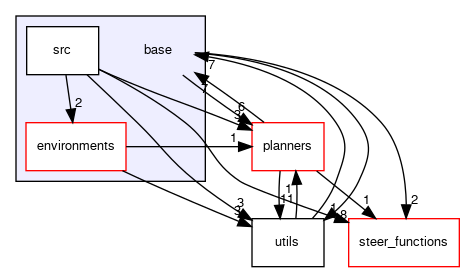 src
base
2
7
7
6
3
environments
1
planners
1
11
1
3
3
1
8
2
utils
steer_functions